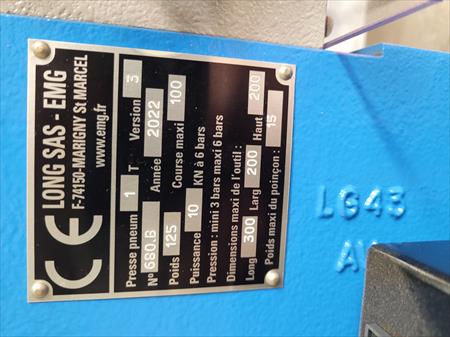 CE
LONG SAS - EMG
F-74150-MARIGNY St MARCEL
www.emg.fr
Presse pneum 1 T Version 3
N° 680JB Année 2022
Poids 125 Course maxi 100
Puissance 10 KN à 6 bars
Pression : mini 3 bars maxi 6 bars
Dimensions maxi de l'outil :
Long 300 Larg 200 Haut 200
Poids maxi du poinçon : 15
LG43